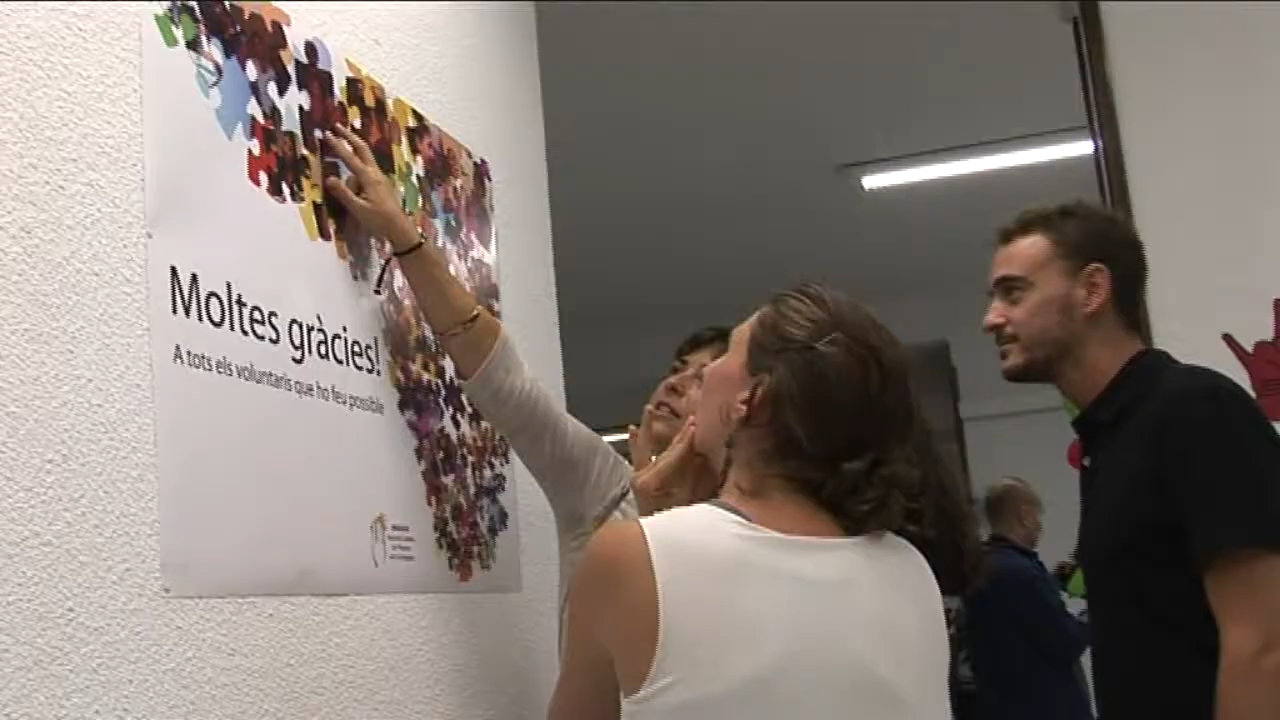 Moltes gràcies!
A tots els voluntaris que ho feu possible